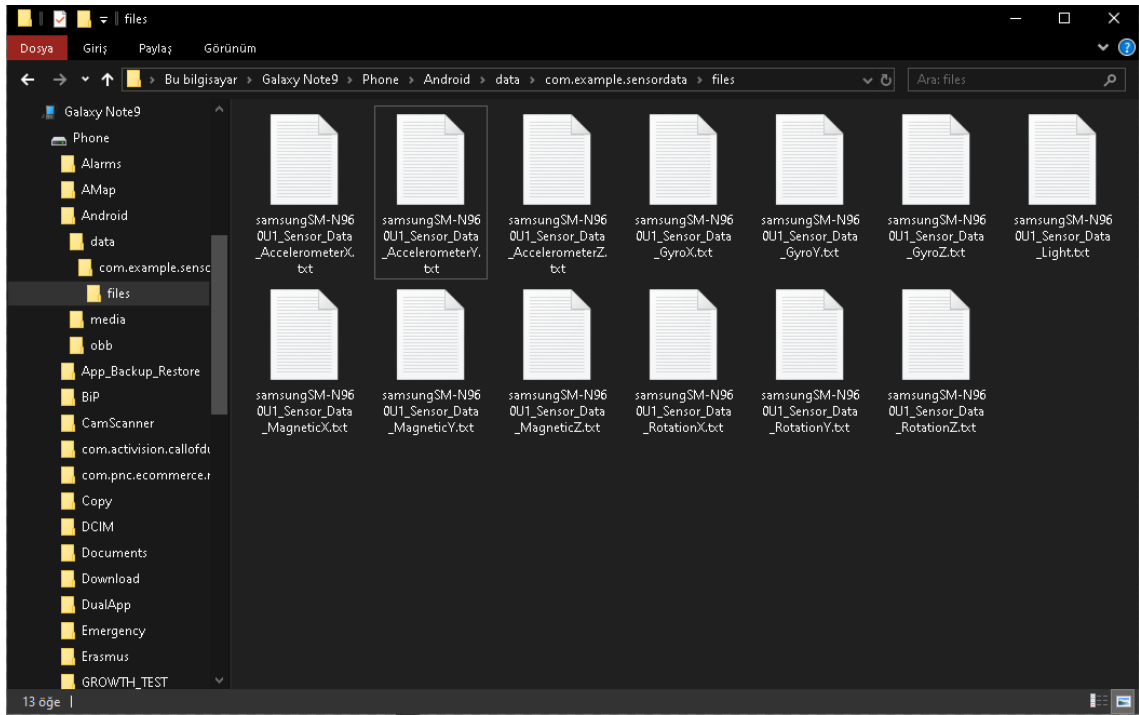 files
Dosya Giriş Paylaş Görünüm
Bu bilgisayar > Galaxy Note9 > Phone > Android > data > com.example.sensordata > files
Ara: files
Galaxy Note9
Phone
Alarms
AMap
Android
data
com.example.sensc
files
media
obb
App_Backup_Restore
BiP
CamScanner
com.activision.callofdu
com.pnc.ecommerce.r
Copy
DCIM
Documents
Download
DualApp
Emergency
Erasmus
GROWTH_TEST
samsungSM-N96
0U1_Sensor_Data
_AccelerometerX.
txt
samsungSM-N96
0U1_Sensor_Data
_AccelerometerY.
txt
samsungSM-N96
0U1_Sensor_Data
_AccelerometerZ.
txt
samsungSM-N96
0U1_Sensor_Data
_GyroX.txt
samsungSM-N96
0U1_Sensor_Data
_GyroY.txt
samsungSM-N96
0U1_Sensor_Data
_GyroZ.txt
samsungSM-N96
0U1_Sensor_Data
_Light.txt
samsungSM-N96
0U1_Sensor_Data
_MagneticX.txt
samsungSM-N96
0U1_Sensor_Data
_MagneticY.txt
samsungSM-N96
0U1_Sensor_Data
_MagneticZ.txt
samsungSM-N96
0U1_Sensor_Data
_RotationX.txt
samsungSM-N96
0U1_Sensor_Data
_RotationY.txt
samsungSM-N96
0U1_Sensor_Data
_RotationZ.txt
13 öğe